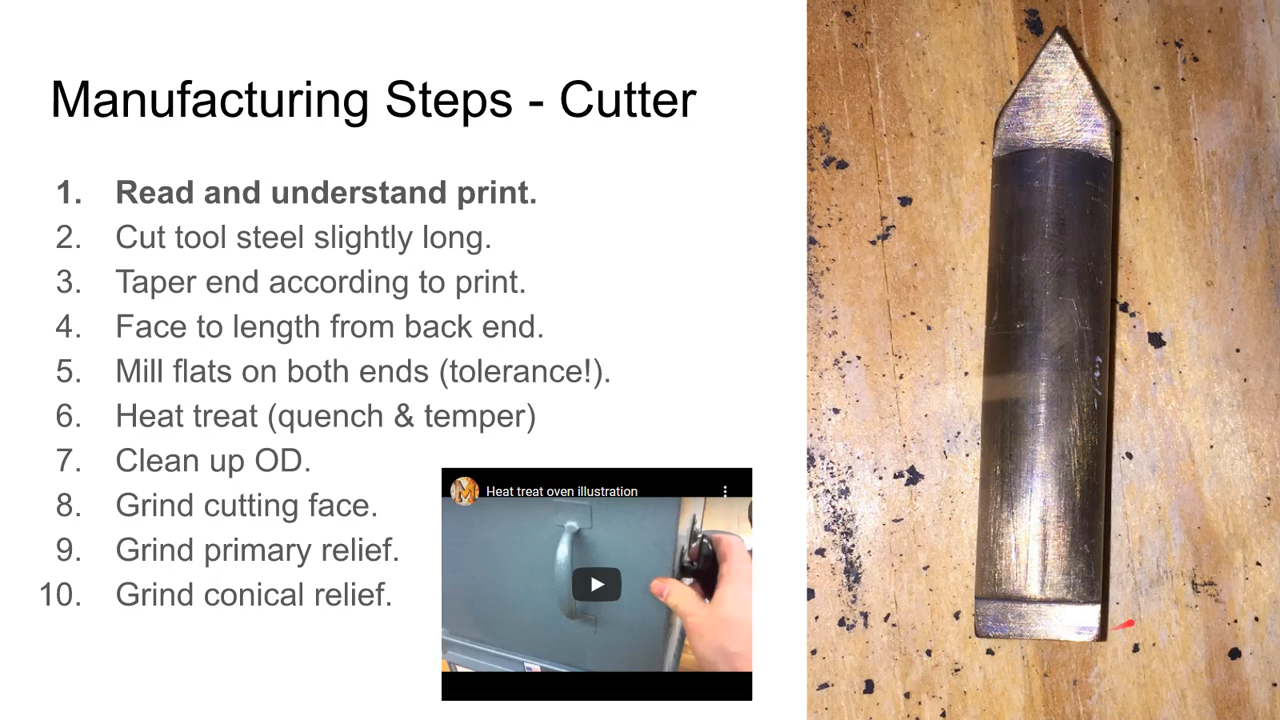 Manufacturing Steps - Cutter
1. Read and understand print.
2. Cut tool steel slightly long.
3. Taper end according to print.
4. Face to length from back end.
5. Mill flats on both ends (tolerance!).
6. Heat treat (quench & temper)
7. Clean up OD.
8. Grind cutting face.
9. Grind primary relief.
10. Grind conical relief.
M Heat treat oven illustration